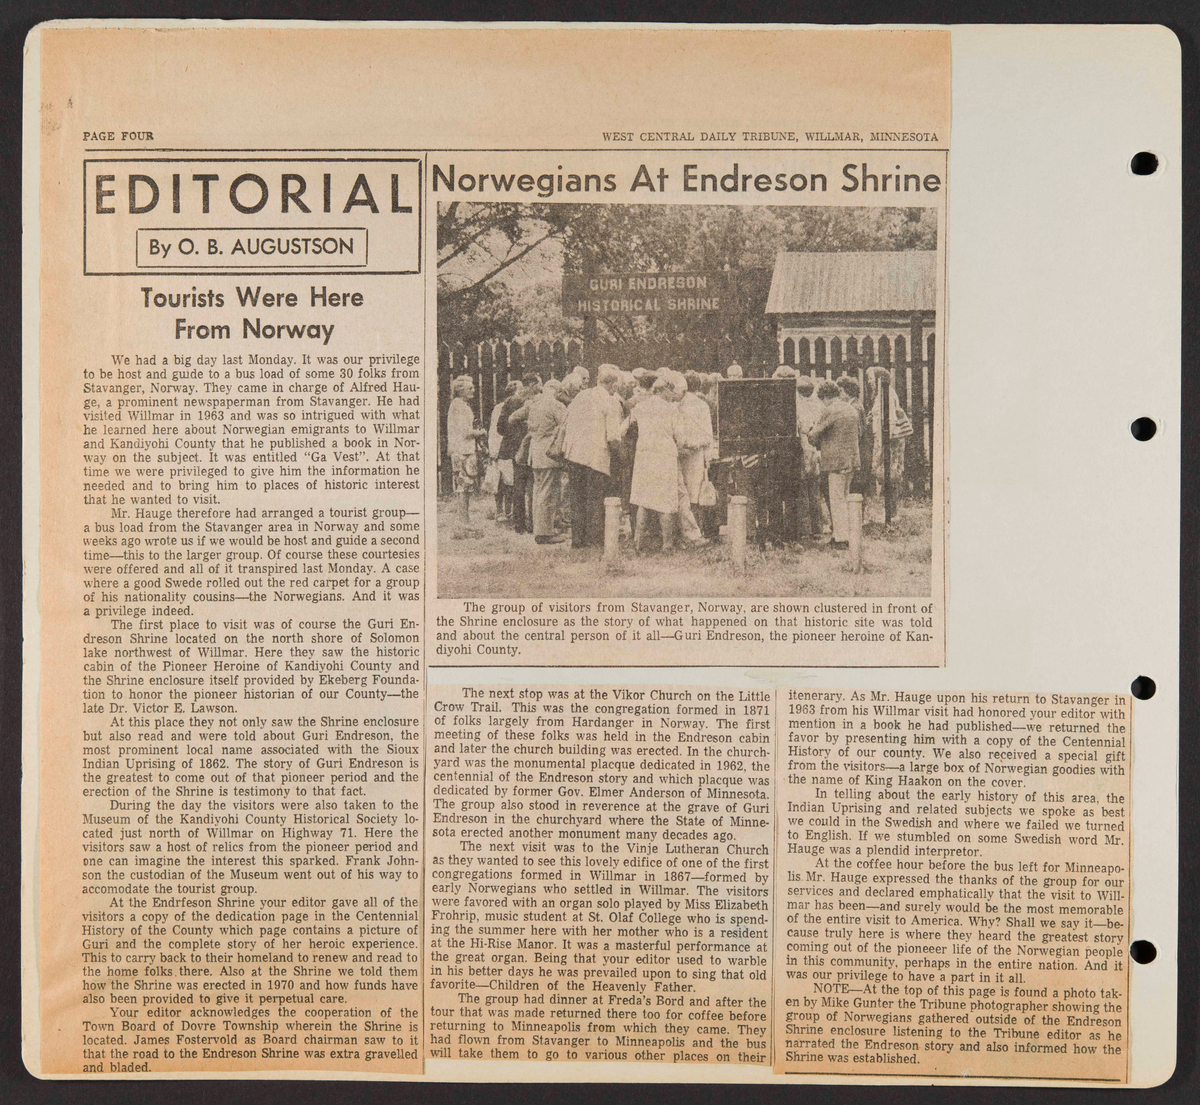 PAGE FOUR
WEST CENTRAL DAILY TRIBUNE, WILLMAR, MINNESOTA
EDITORIAL
By O. B. AUGUSTSON
Tourists Were Here
From Norway
We had a big day last Monday. It was our privilege
to be host and guide to a bus load of some 30 folks from
Stavanger, Norway. They came in charge of Alfred Hau-
ge, a prominent newspaperman from Stavanger. He had
visited Willmar in 1963 and was so intrigued with what
he learned here about Norwegian emigrants to Willmar
and Kandiyohi County that he published a book in Nor-
way on the subject. It was entitled "Ga Vest". At that
time we were privileged to give him the information he
needed and to bring him to places of historic interest
that he wanted to visit.
Mr. Hauge therefore had arranged a tourist group—
a bus load from the Stavanger area in Norway and some
weeks ago wrote us if we would be host and guide a second
time—this to the larger group. Of course these courtesies
were offered and all of it transpired last Monday. A case
where a good Swede rolled out the red carpet for a group
of his nationality cousins—the Norwegians. And it was
a privilege indeed.
The first place to visit was of course the Guri En-
dreson Shrine located on the north shore of Solomon
lake northwest of Willmar. Here they saw the historic
cabin of the Pioneer Heroine of Kandiyohi County and
the Shrine enclosure itself provided by Ekeberg Founda-
tion to honor the pioneer historian of our County—the
late Dr. Victor E. Lawson.
At this place they not only saw the Shrine enclosure
but also read and were told about Guri Endreson, the
most prominent local name associated with the Sioux
Indian Uprising of 1862. The story of Guri Endreson is
the greatest to come out of that pioneer period and the
erection of the Shrine is testimony to that fact.
During the day the visitors were also taken to the
Museum of the Kandiyohi County Historical Society lo-
cated just north of Willmar on Highway 71. Here the
visitors saw a host of relics from the pioneer period and
one can imagine the interest this sparked. Frank John-
son the custodian of the Museum went out of his way to
accomodate the tourist group.
At the Endrfeson Shrine your editor gave all of the
visitors a copy of the dedication page in the Centennial
History of the County which page contains a picture of
Guri and the complete story of her heroic experience.
This to carry back to their homeland to renew and read to
the home folks there. Also at the Shrine we told them
how the Shrine was erected in 1970 and how funds have
also been provided to give it perpetual care.
Your editor acknowledges the cooperation of the
Town Board of Dovre Township wherein the Shrine is
located. James Fostervold as Board chairman saw to it
that the road to the Endreson Shrine was extra gravelled
and bladed.
Norwegians At Endreson Shrine
GURI ENDRESON
HISTORICAL SHRINE
The group of visitors from Stavanger, Norway, are shown clustered in front of
the Shrine enclosure as the story of what happened on that historic site was told
and about the central person of it all—Guri Endreson, the pioneer heroine of Kan-
diyohi County.
The next stop was at the Vikor Church on the Little
Crow Trail. This was the congregation formed in 1871
of folks largely from Hardanger in Norway. The first
meeting of these folks was held in the Endreson cabin
and later the church building was erected. In the church-
yard was the monumental placque dedicated in 1962, the
centennial of the Endreson story and which placque was
dedicated by former Gov. Elmer Anderson of Minnesota.
The group also stood in reverence at the grave of Guri
Endreson in the churchyard where the State of Minne-
sota erected another monument many decades ago.
The next visit was to the Vinje Lutheran Church
as they wanted to see this lovely edifice of one of the first
congregations formed in Willmar in 1867—formed by
early Norwegians who settled in Willmar. The visitors
were favored with an organ solo played by Miss Elizabeth
Frohrip, music student at St. Olaf College who is spend-
ing the summer here with her mother who is a resident
at the Hi-Rise Manor. It was a masterful performance at
the great organ. Being that your editor used to warble
in his better days he was prevailed upon to sing that old
favorite—Children of the Heavenly Father.
The group had dinner at Freda's Bord and after the
tour that was made returned there too for coffee before
returning to Minneapolis from which they came. They
had flown from Stavanger to Minneapolis and the bus
will take them to go to various other places on their
itenerary. As Mr. Hauge upon his return to Stavanger in
1963 from his Willmar visit had honored your editor with
mention in a book he had published—we returned the
favor by presenting him with a copy of the Centennial
History of our county. We also received a special gift
from the visitors—a large box of Norwegian goodies with
the name of King Haakon on the cover.
In telling about the early history of this area, the
Indian Uprising and related subjects we spoke as best
we could in the Swedish and where we failed we turned
to English. If we stumbled on some Swedish word Mr.
Hauge was a plendid interpretor.
At the coffee hour before the bus left for Minneapo-
lis Mr. Hauge expressed the thanks of the group for our
services and declared emphatically that the visit to Will-
mar has been—and surely would be the most memorable
of the entire visit to America. Why? Shall we say it—be-
cause truly here is where they heard the greatest story
coming out of the pioneeer life of the Norwegian people
in this community, perhaps in the entire nation. And it
was our privilege to have a part in it all.
NOTE—At the top of this page is found a photo tak-
en by Mike Gunter the Tribune photographer showing the
group of Norwegians gathered outside of the Endreson
Shrine enclosure listening to the Tribune editor as he
narrated the Endreson story and also informed how the
Shrine was established.